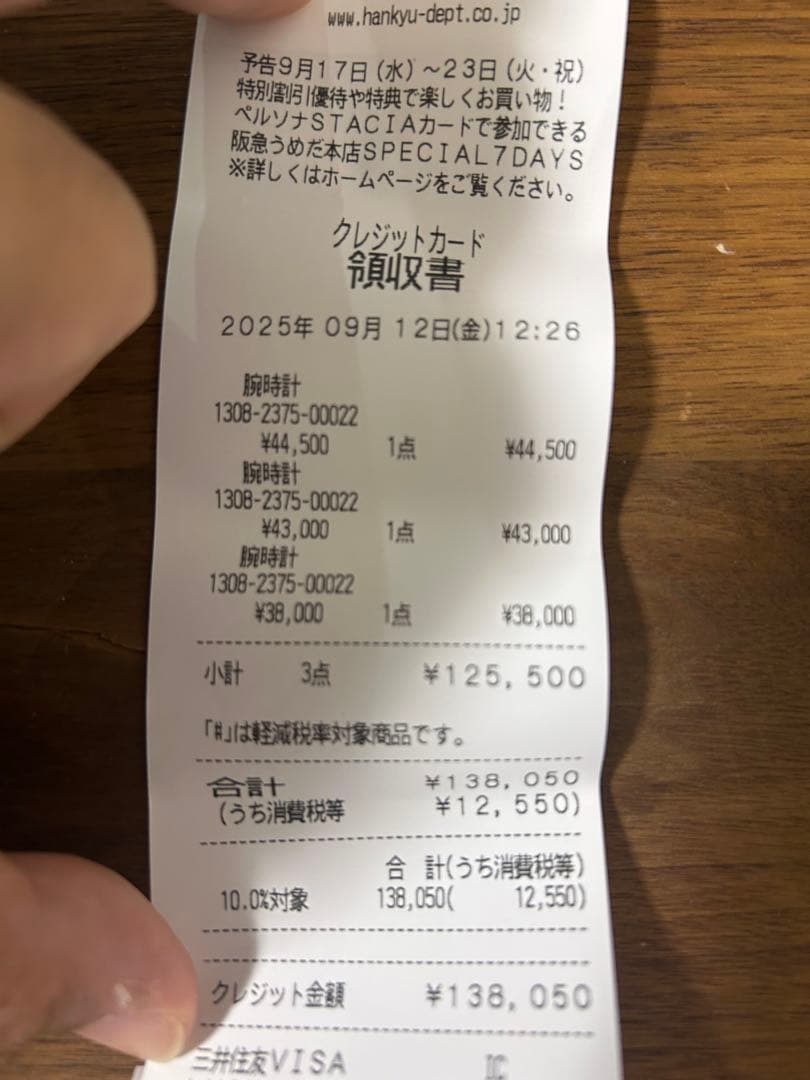 www.hankyu-dept.co.jp
予告9月17日(水)~23日(火・祝)
特別割引優待や特典で楽しくお買い物!
ペルソナSTACIAカードで参加できる
阪急うめだ本店SPECIAL7DAYS
※詳しくはホームページをご覧ください。
クレジットカード
領収書
2025年 09月 12日(金)12:26
腕時計
1308-2375-00022
¥44,500 1点 ¥44,500
腕時計
1308-2375-00022
¥43,000 1点 ¥43,000
腕時計
1308-2375-00022
¥38,000 1点 ¥38,000
小計 3点 ¥125,500
「#」は軽減税率対象商品です。
合計 ¥138,050
(うち消費税等 ¥12,550)
合 計(うち消費税等)
10.0%対象 138,050( 12,550)
クレジット金額 ¥138,050
三井住友VISA IC